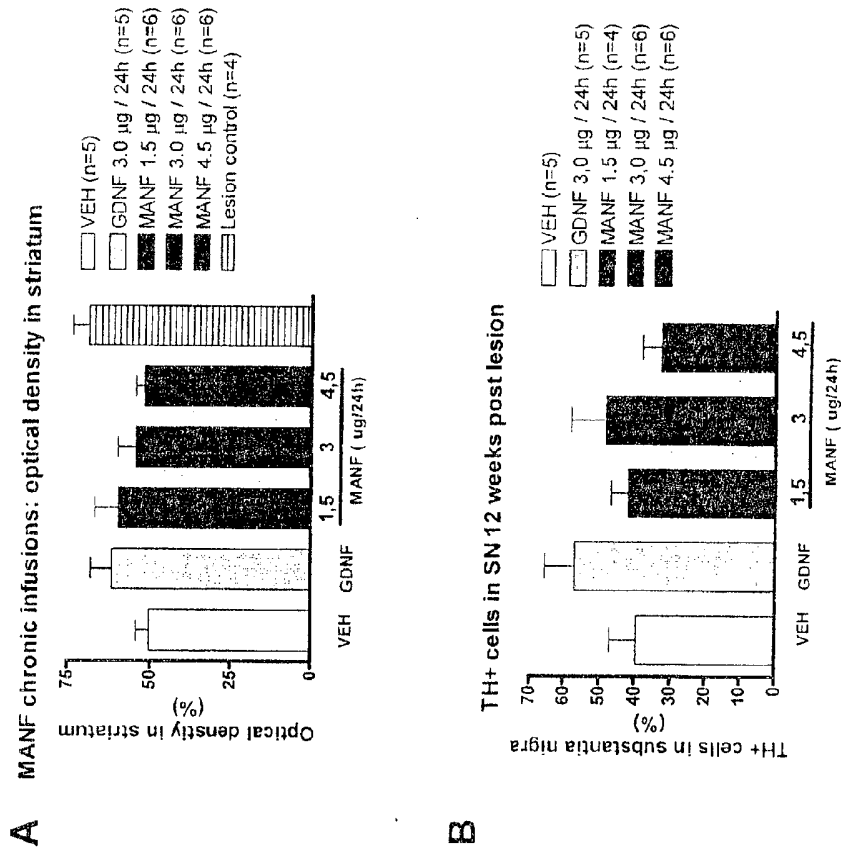 A
MANF chronic infusions: optical density in striatum
Optical denstiy in striatum
(%)
75
50
25
0
VEH
GDNF
1,5
3
4,5
MANF ( ug/24h)
VEH (n=5)
GDNF 3.0 µg / 24h (n=5)
MANF 1.5 µg / 24h (n=6)
MANF 3.0 µg / 24h (n=6)
MANF 4.5 µg / 24h (n=6)
Lesion control (n=4)
B
TH+ cells in SN 12 weeks post lesion
TH+ cells in substantia nigra
(%)
70
60
50
40
30
20
10
0
VEH
GDNF
1,5
3
4,5
MANF ( ug/24h)
VEH (n=5)
GDNF 3,0 µg / 24h (n=5)
MANF 1.5 µg / 24h (n=4)
MANF 3,0 µg / 24h (n=6)
MANF 4.5 µg / 24h (n=6)